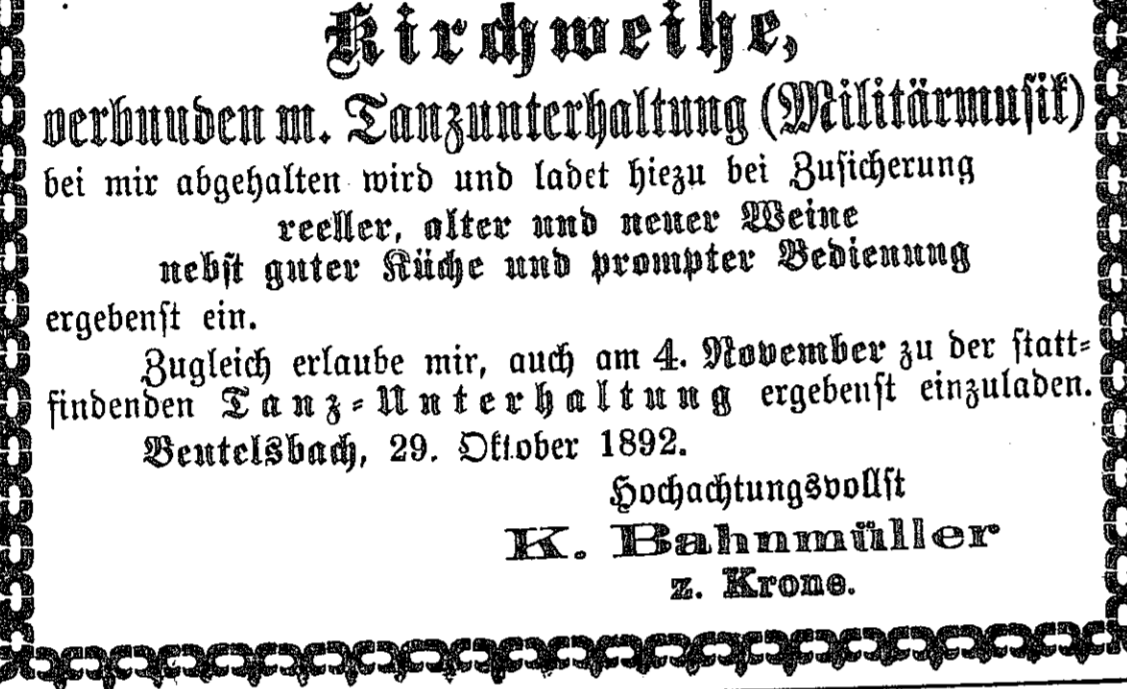 Kirchweihe,
verbunden m. Tanzunterhaltung (Militärmusik)
bei mir abgehalten wird und ladet hiezu bei Zusicherung
reeller, alter und neuer Weine
nebst guter Küche und prompter Bedienung
ergebenst ein.
Zugleich erlaube mir, auch am 4. November zu der statt-
findenden Tanz-Unterhaltung ergebenst einzuladen.
Beutelsbach, 29. Oktober 1892.
Hochachtungsvollst
K. Bahnmüller
z. Krone.